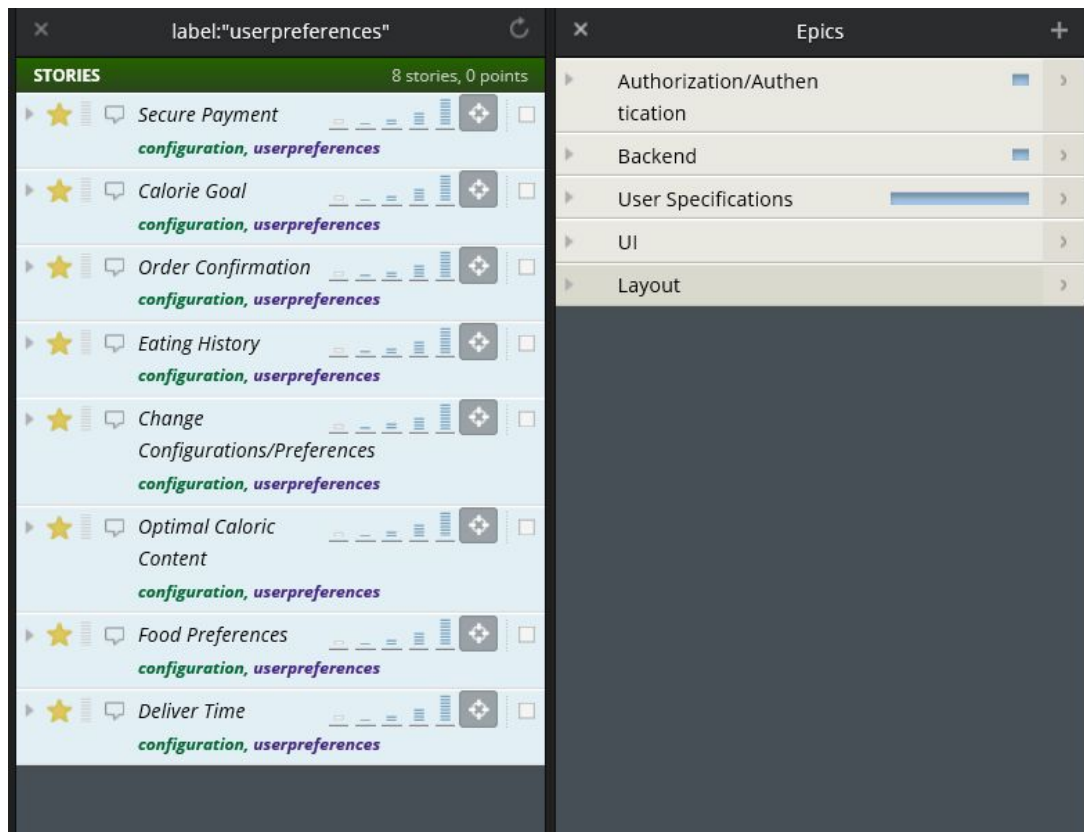 label:"userpreferences"
STORIES 8 stories, 0 points
Secure Payment
configuration, userpreferences
Calorie Goal
configuration, userpreferences
Order Confirmation
configuration, userpreferences
Eating History
configuration, userpreferences
Change
Configurations/Preferences
configuration, userpreferences
Optimal Caloric
Content
configuration, userpreferences
Food Preferences
configuration, userpreferences
Deliver Time
configuration, userpreferences
Epics
Authorization/Authen
tication
Backend
User Specifications
UI
Layout